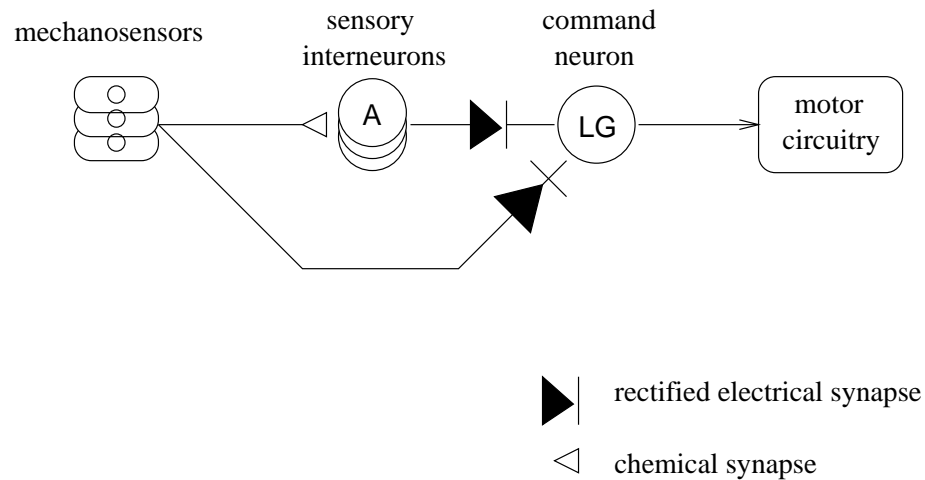 mechanosensors
sensory
interneurons
command
neuron
A
LG
motor
circuitry
rectified electrical synapse
chemical synapse